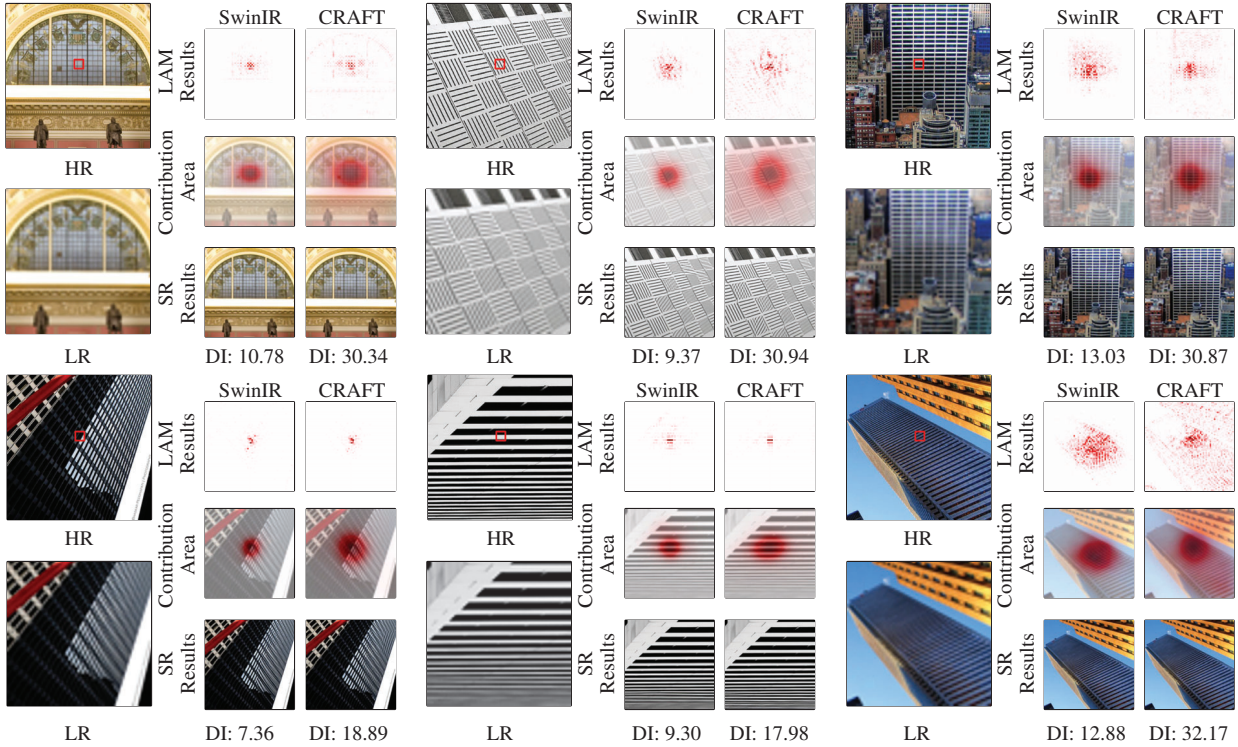 SwinIR CRAFT
LAM Results
HR
Contribution Area
SR Results
LR
DI: 10.78 DI: 30.34
SwinIR CRAFT
LAM Results
HR
Contribution Area
SR Results
LR
DI: 9.37 DI: 30.94
SwinIR CRAFT
LAM Results
HR
Contribution Area
SR Results
LR
DI: 13.03 DI: 30.87
SwinIR CRAFT
LAM Results
HR
Contribution Area
SR Results
LR
DI: 7.36 DI: 18.89
SwinIR CRAFT
LAM Results
HR
Contribution Area
SR Results
LR
DI: 9.30 DI: 17.98
SwinIR CRAFT
LAM Results
HR
Contribution Area
SR Results
LR
DI: 12.88 DI: 32.17